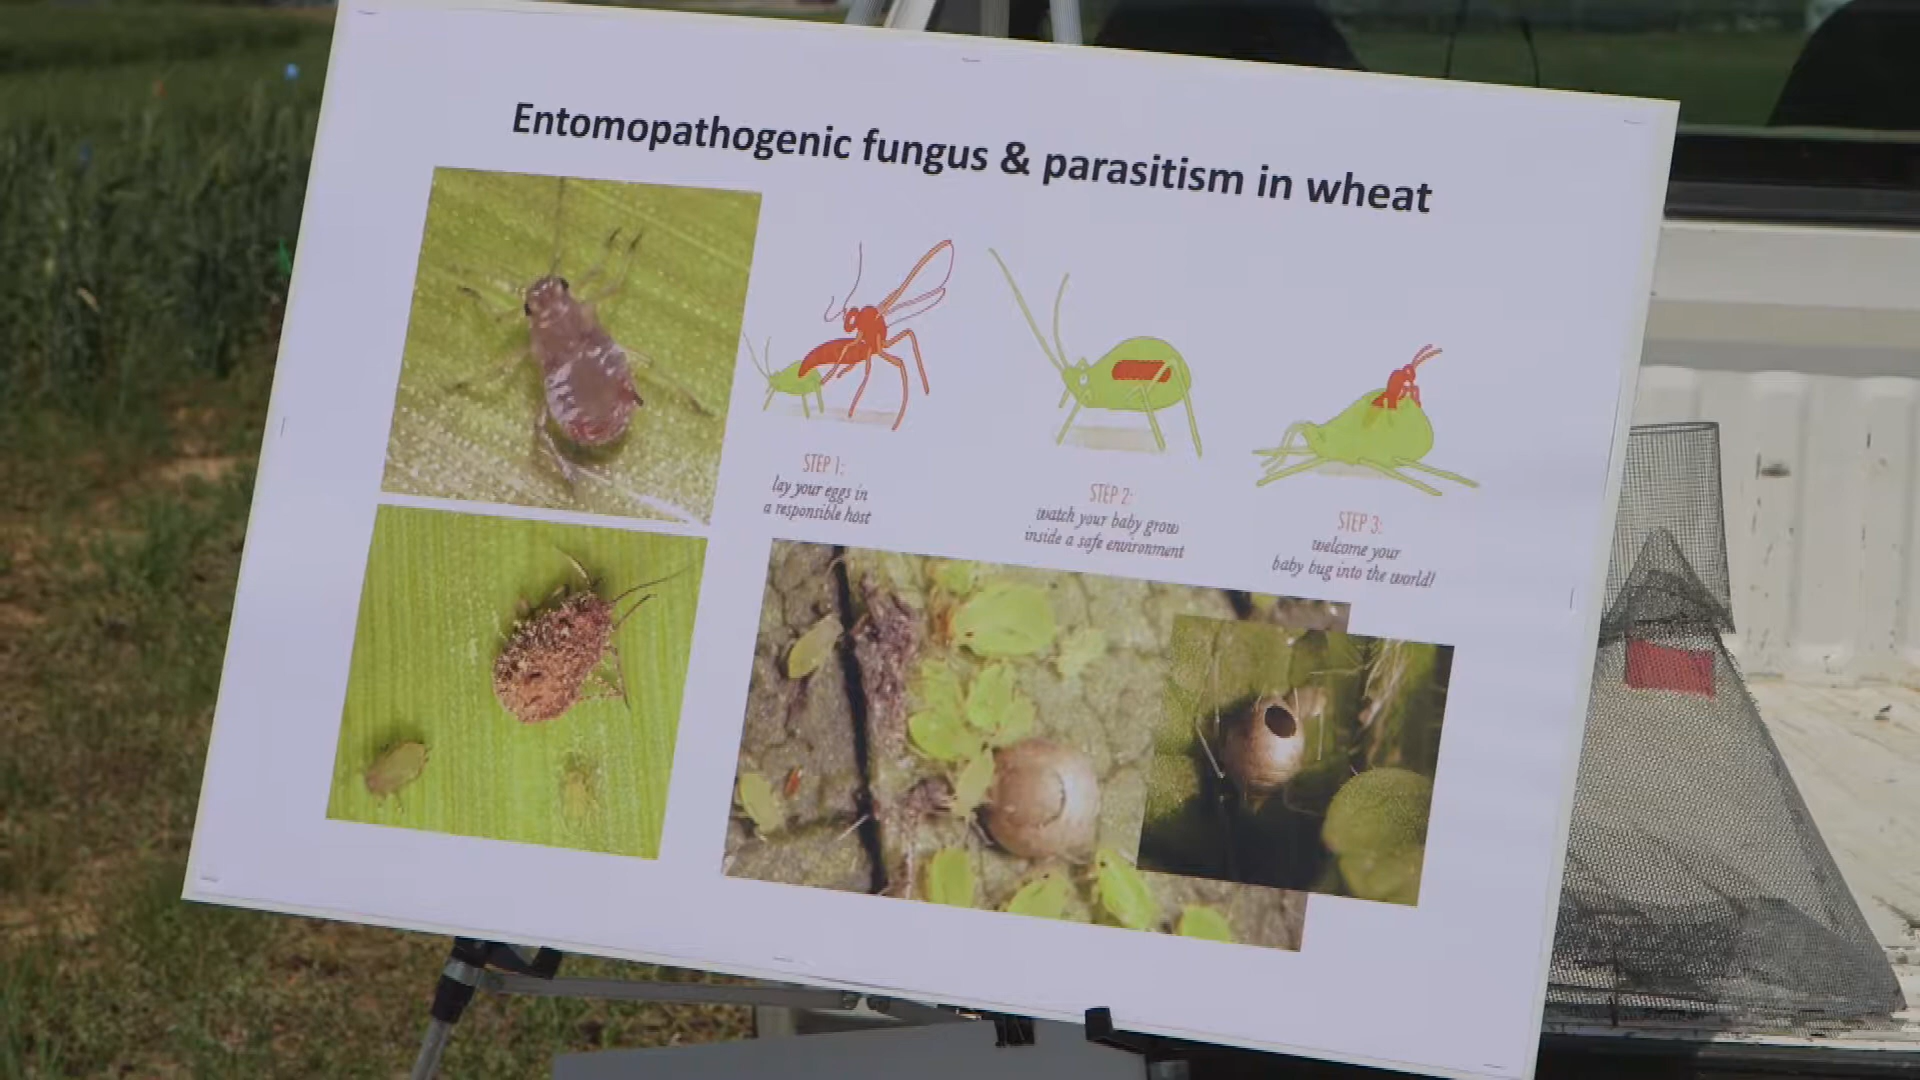 Entomopathogenic fungus & parasitism in wheat
STEP 1:
lay your eggs in
a responsible host
STEP 2:
watch your baby grow
inside a safe environment
STEP 3:
welcome your
baby bug into the world!